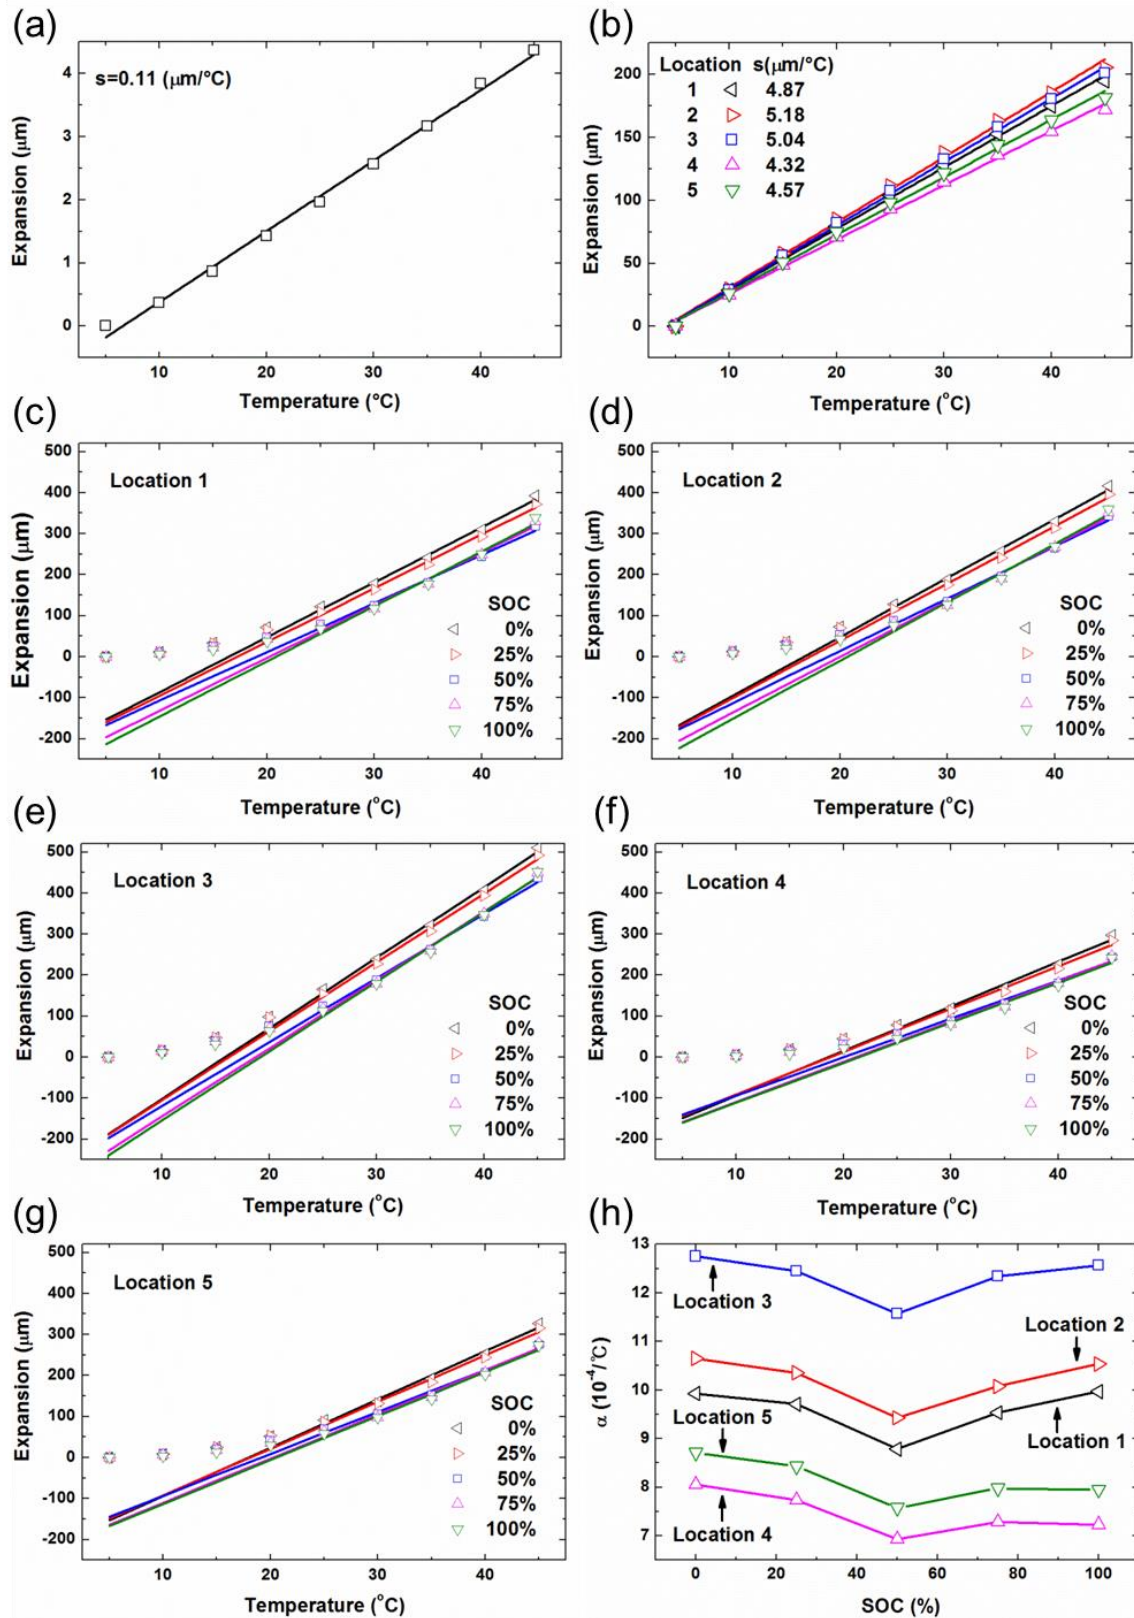 (a)
s=0.11 (μm/°C)
Expansion (μm)
4
3
2
1
0
10 20 30 40
Temperature (°C)
(b)
Location s(μm/°C)
1 4.87
2 5.18
3 5.04
4 4.32
5 4.57
Expansion (μm)
200
150
100
50
0
10 20 30 40
Temperature (°C)
(c)
Location 1
Expansion (μm)
500
400
300
200
100
0
-100
-200
SOC
0%
25%
50%
75%
100%
10 20 30 40
Temperature (°C)
(d)
Location 2
Expansion (μm)
500
400
300
200
100
0
-100
-200
SOC
0%
25%
50%
75%
100%
10 20 30 40
Temperature (°C)
(e)
Location 3
Expansion (μm)
500
400
300
200
100
0
-100
-200
SOC
0%
25%
50%
75%
100%
10 20 30 40
Temperature (°C)
(f)
Location 4
Expansion (μm)
500
400
300
200
100
0
-100
-200
SOC
0%
25%
50%
75%
100%
10 20 30 40
Temperature (°C)
(g)
Location 5
Expansion (μm)
500
400
300
200
100
0
-100
-200
SOC
0%
25%
50%
75%
100%
10 20 30 40
Temperature (°C)
(h)
α (10⁻⁴/℃)
13
12
11
10
9
8
7
Location 3
Location 2
Location 5
Location 1
Location 4
0 20 40 60 80 100
SOC (%)